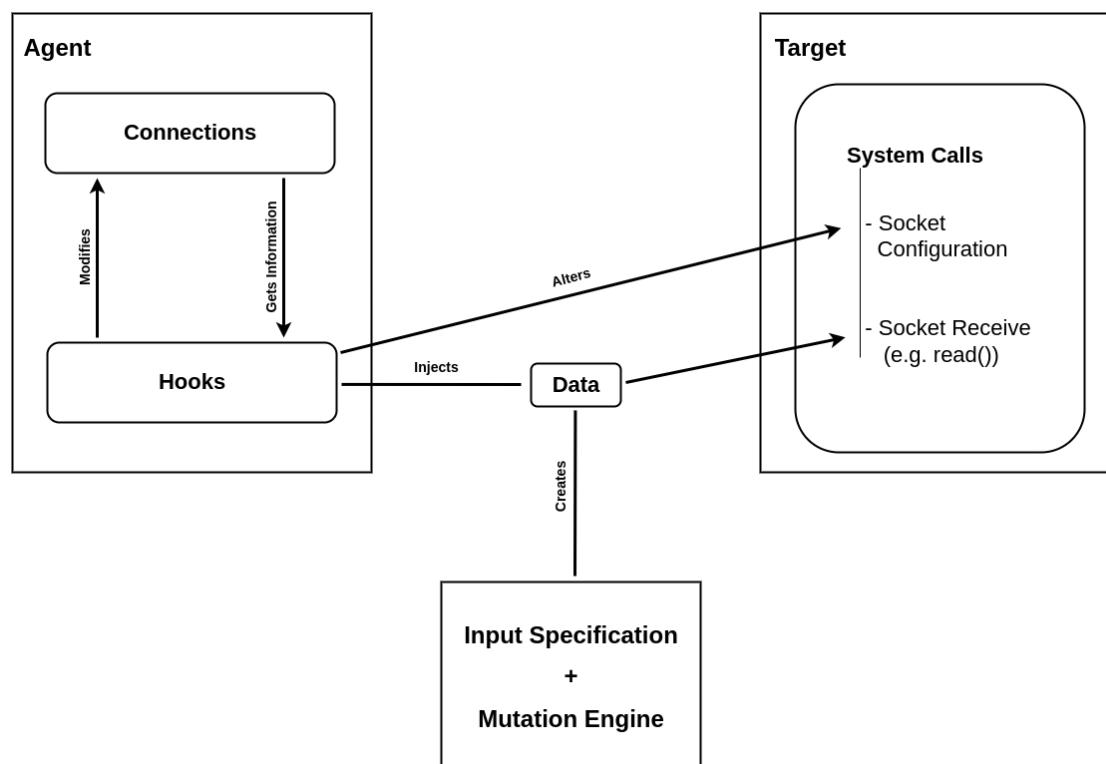 Agent
Connections
Modifies
Gets Information
Hooks
Alters
Injects
Data
Creates
Target
System Calls
- Socket
Configuration
- Socket Receive
(e.g. read())
Input Specification
+
Mutation Engine